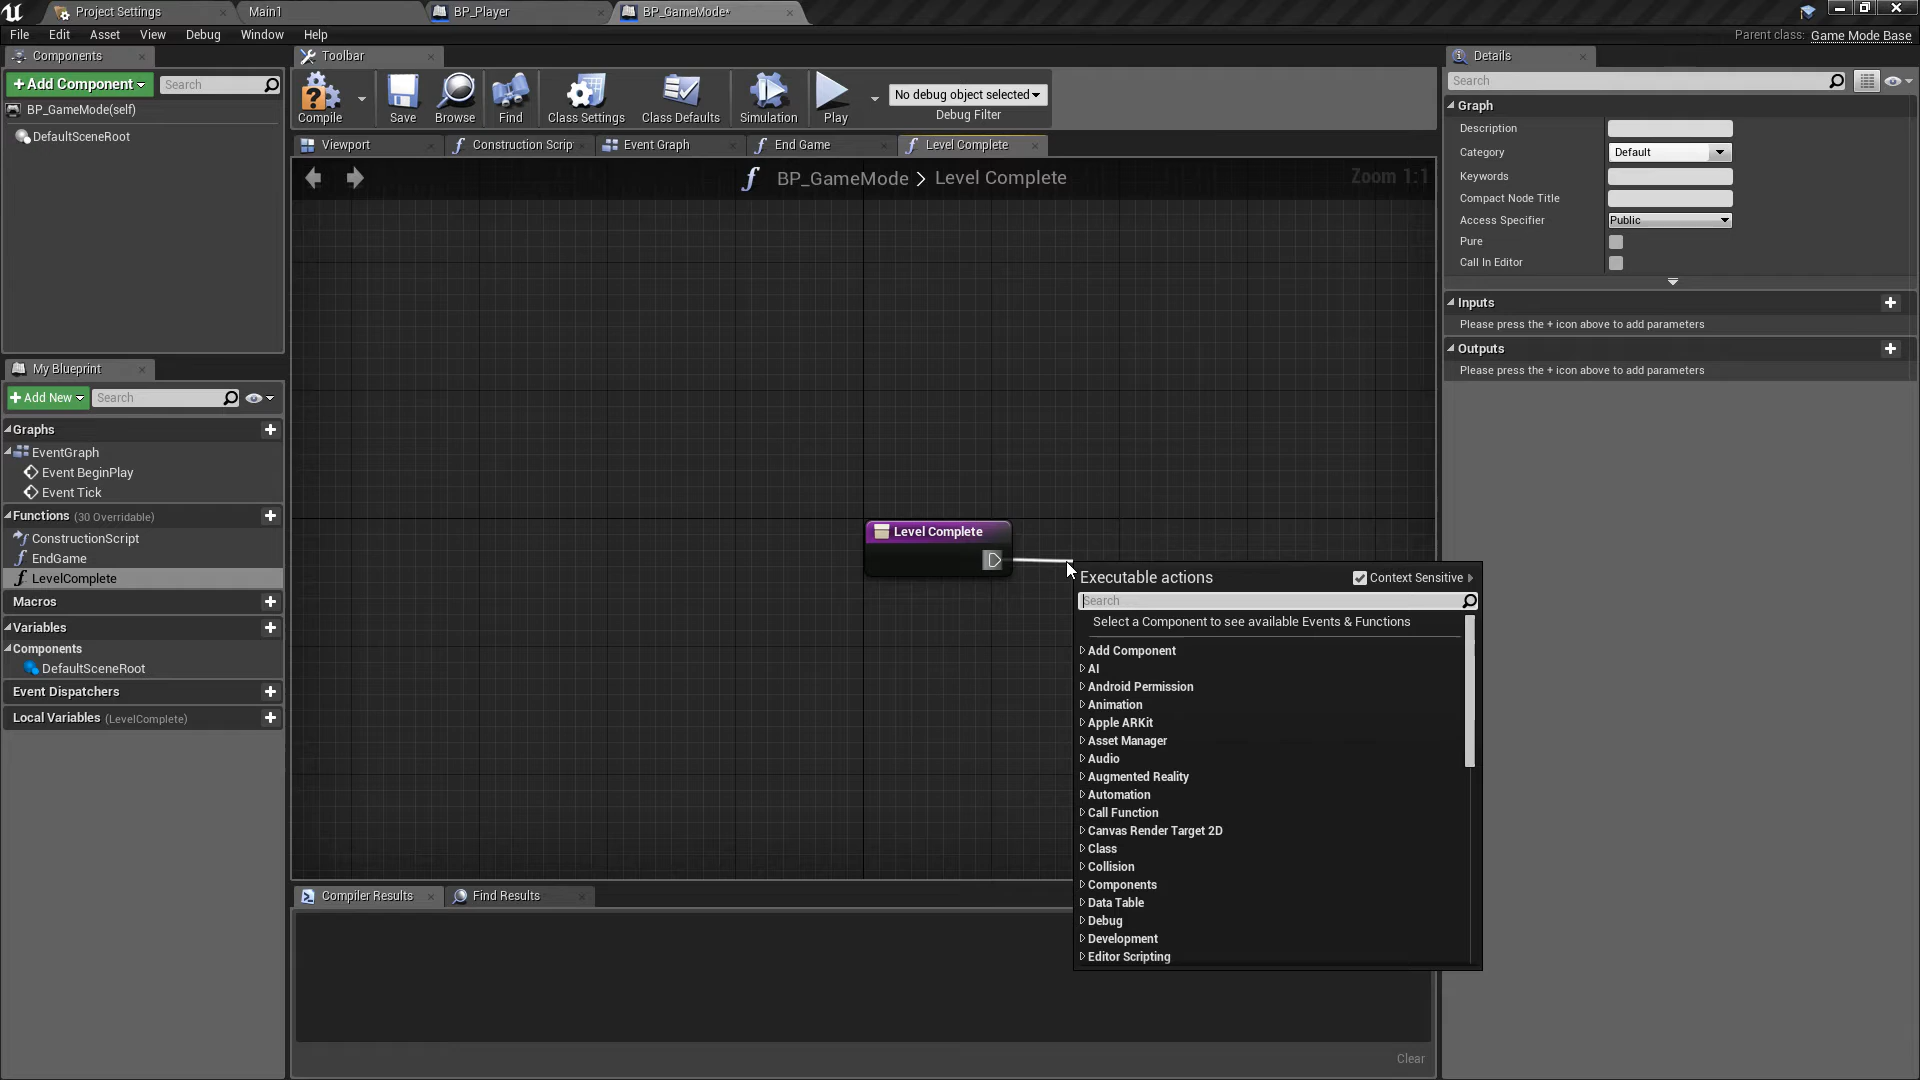 Project Settings
Main1
BP_Player
BP_GameMode*
File Edit Asset View Debug Window Help
Parent class: Game Mode Base
Components
Toolbar
Details
+ Add Component
Search
Search
BP_GameMode(self)
DefaultSceneRoot
Compile
Save
Browse
Find
Class Settings
Class Defaults
Simulation
Play
No debug object selected
Debug Filter
Viewport
Construction Scrip
Event Graph
End Game
Level Complete
BP_GameMode > Level Complete
Zoom 1:1
Graph
Description
Category
Default
Keywords
Compact Node Title
Access Specifier
Public
Pure
Call In Editor
Inputs
Please press the + icon above to add parameters
Outputs
Please press the + icon above to add parameters
My Blueprint
+ Add New
Search
Graphs
EventGraph
Event BeginPlay
Event Tick
Functions (30 Overridable)
ConstructionScript
EndGame
LevelComplete
Macros
Variables
Components
DefaultSceneRoot
Event Dispatchers
Local Variables (LevelComplete)
Level Complete
Executable actions
Context Sensitive
Search
Select a Component to see available Events & Functions
Add Component
AI
Android Permission
Animation
Apple ARKit
Asset Manager
Audio
Augmented Reality
Automation
Call Function
Canvas Render Target 2D
Class
Collision
Components
Data Table
Debug
Development
Editor Scripting
Compiler Results
Find Results
Clear